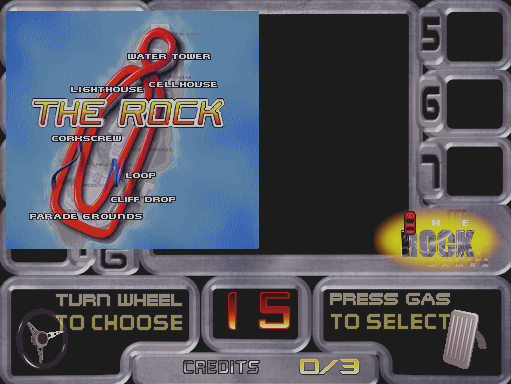 WATER TOWER
CELLHOUSE
LIGHTHOUSE
THE ROCK
CORKSCREW
LOOP
CLIFF DROP
PARADE GROUNDS
5
6
7
THE
ROCK
TURN WHEEL
TO CHOOSE
15
PRESS GAS
TO SELECT
CREDITS 0/3